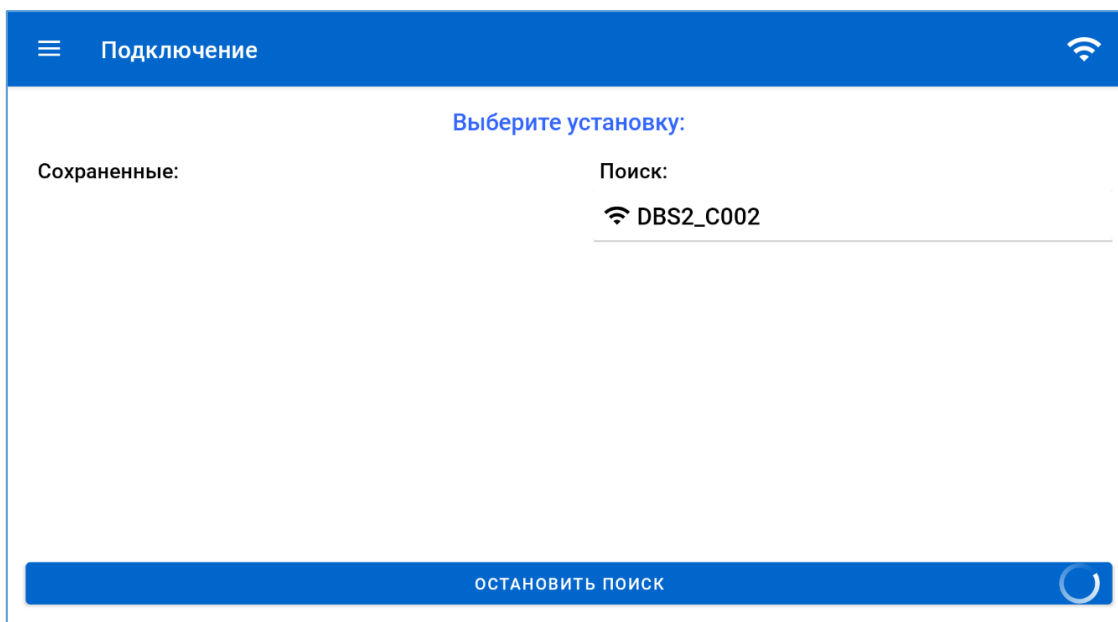 Подключение
Выберите установку:
Сохраненные:
Поиск:
DBS2_C002
ОСТАНОВИТЬ ПОИСК